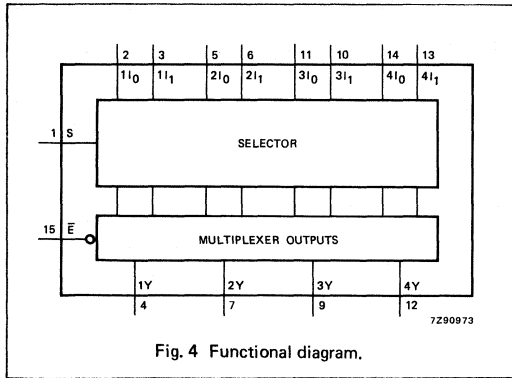 2 3 5 6 11 10 14 13
1I₀ 1I₁ 2I₀ 2I₁ 3I₀ 3I₁ 4I₀ 4I₁
1 S
SELECTOR
15 E̅
MULTIPLEXER OUTPUTS
1Y 2Y 3Y 4Y
4 7 9 12
7Z90973
Fig. 4 Functional diagram.